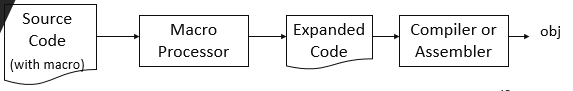 Source
Code
(with macro)
Macro
Processor
Expanded
Code
Compiler or
Assembler
obj